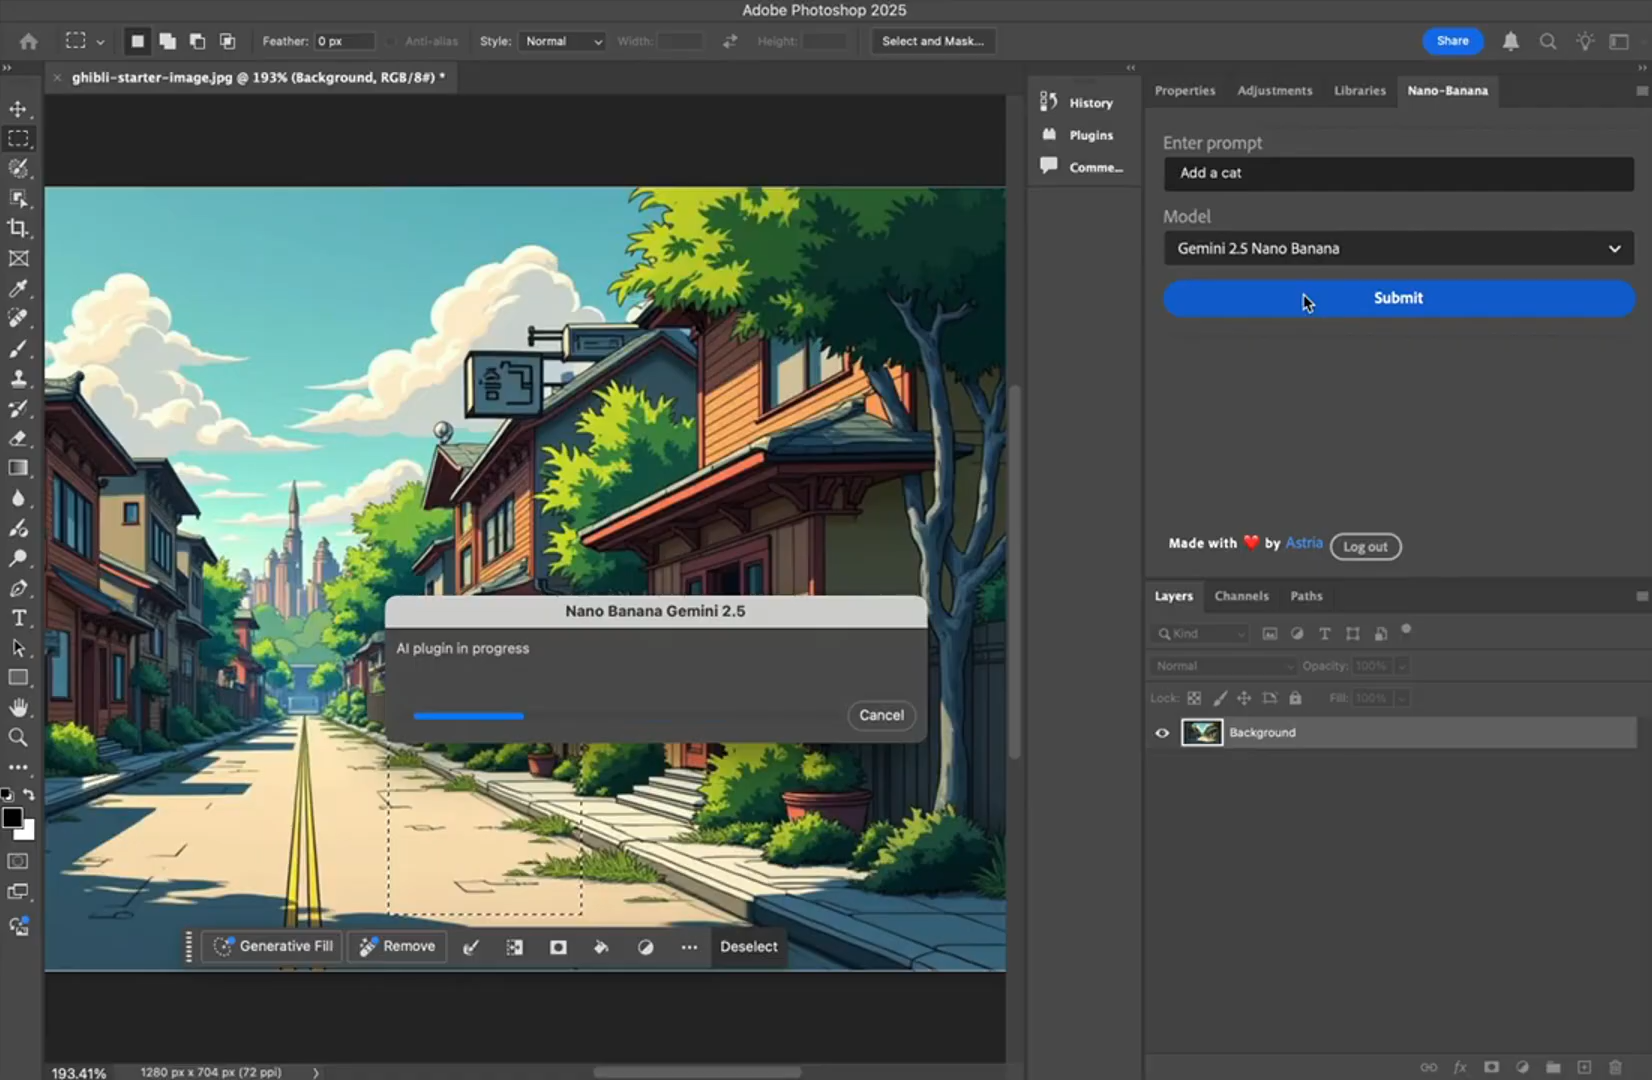 Adobe Photoshop 2025
Feather: 0 px Anti-alias Style: Normal Width: Height: Select and Mask... Share
ghibli-starter-image.jpg @ 193% (Background, RGB/8#) *
History
Plugins
Comme...
Properties Adjustments Libraries Nano-Banana
Enter prompt
Add a cat
Model
Gemini 2.5 Nano Banana
Submit
Made with ❤️ by Astria Log out
Nano Banana Gemini 2.5
AI plugin in progress
Cancel
Layers Channels Paths
Kind
Normal Opacity: 100%
Lock: Fill: 100%
Background
Generative Fill Remove Deselect
193.41% 1280 px x 704 px (72 ppi)